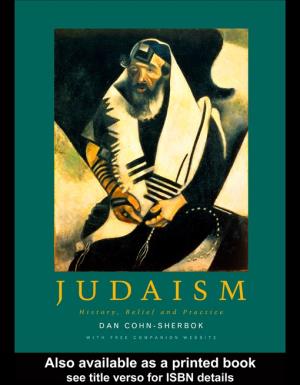 JUDAISM
History, Belief and Practice
DAN COHN-SHERBOK
WITH FREE COMPANION WEBSITE
Also available as a printed book
see title verso for ISBN details